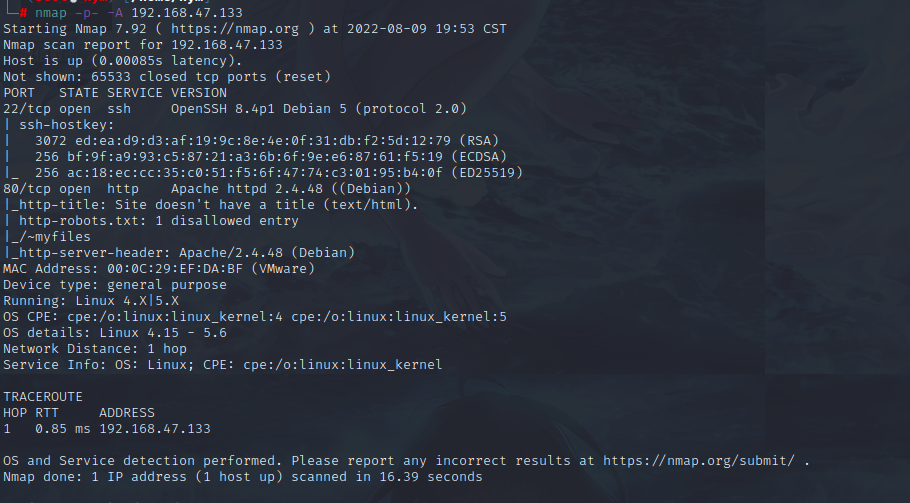 └─# nmap -p- -A 192.168.47.133
Starting Nmap 7.92 ( https://nmap.org ) at 2022-08-09 19:53 CST
Nmap scan report for 192.168.47.133
Host is up (0.00085s latency).
Not shown: 65533 closed tcp ports (reset)
PORT   STATE SERVICE VERSION
22/tcp open  ssh     OpenSSH 8.4p1 Debian 5 (protocol 2.0)
| ssh-hostkey:
|   3072 ed:ea:d9:d3:af:19:9c:8e:4e:0f:31:db:f2:5d:12:79 (RSA)
|   256 bf:9f:a9:93:c5:87:21:a3:6b:6f:9e:e6:87:61:f5:19 (ECDSA)
|_  256 ac:18:ec:cc:35:c0:51:f5:6f:47:74:c3:01:95:b4:0f (ED25519)
80/tcp open  http    Apache httpd 2.4.48 ((Debian))
|_http-title: Site doesn't have a title (text/html).
| http-robots.txt: 1 disallowed entry
|_/~myfiles
|_http-server-header: Apache/2.4.48 (Debian)
MAC Address: 00:0C:29:EF:DA:BF (VMware)
Device type: general purpose
Running: Linux 4.X|5.X
OS CPE: cpe:/o:linux:linux_kernel:4 cpe:/o:linux:linux_kernel:5
OS details: Linux 4.15 - 5.6
Network Distance: 1 hop
Service Info: OS: Linux; CPE: cpe:/o:linux:linux_kernel
TRACEROUTE
HOP RTT     ADDRESS
1   0.85 ms 192.168.47.133
OS and Service detection performed. Please report any incorrect results at https://nmap.org/submit/ .
Nmap done: 1 IP address (1 host up) scanned in 16.39 seconds